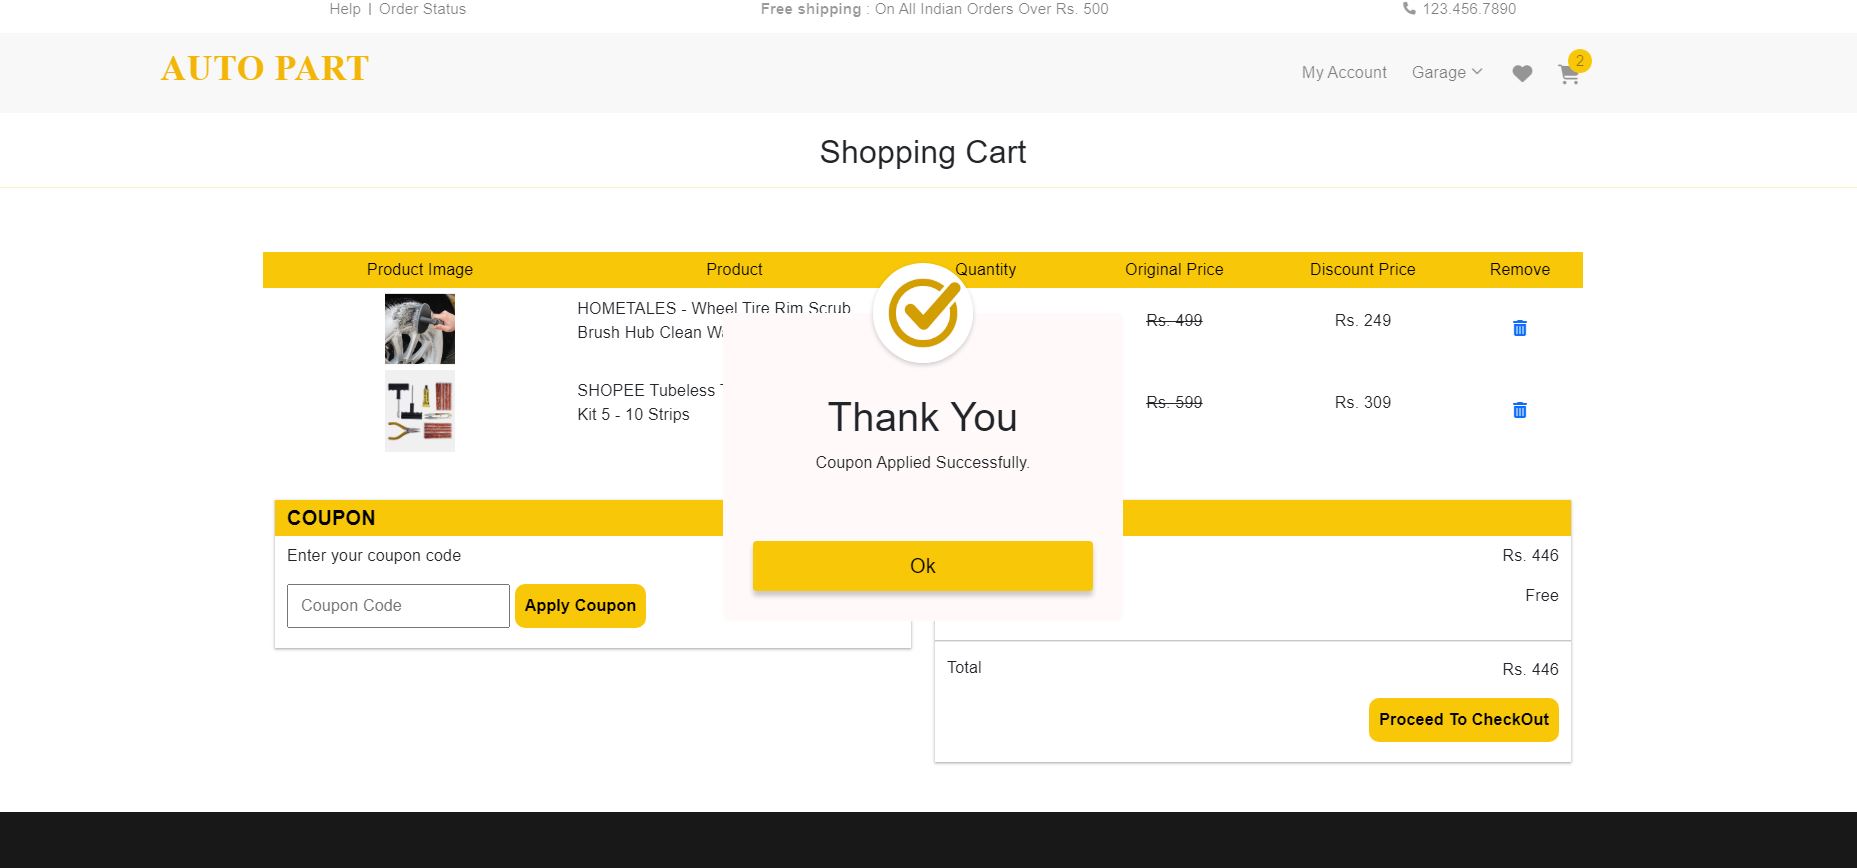 Help | Order Status
Free shipping : On All Indian Orders Over Rs. 500
123.456.7890
AUTO PART
My Account
Garage
2
Shopping Cart
Product Image Product Quantity Original Price Discount Price Remove
HOMETALES - Wheel Tire Rim Scrub
Brush Hub Clean
Rs. 499 Rs. 249
SHOPEE Tubeless
Kit 5 - 10 Strips
Rs. 599 Rs. 309
Thank You
Coupon Applied Successfully.
Ok
COUPON
Enter your coupon code
Coupon Code
Apply Coupon
Rs. 446
Free
Total Rs. 446
Proceed To CheckOut